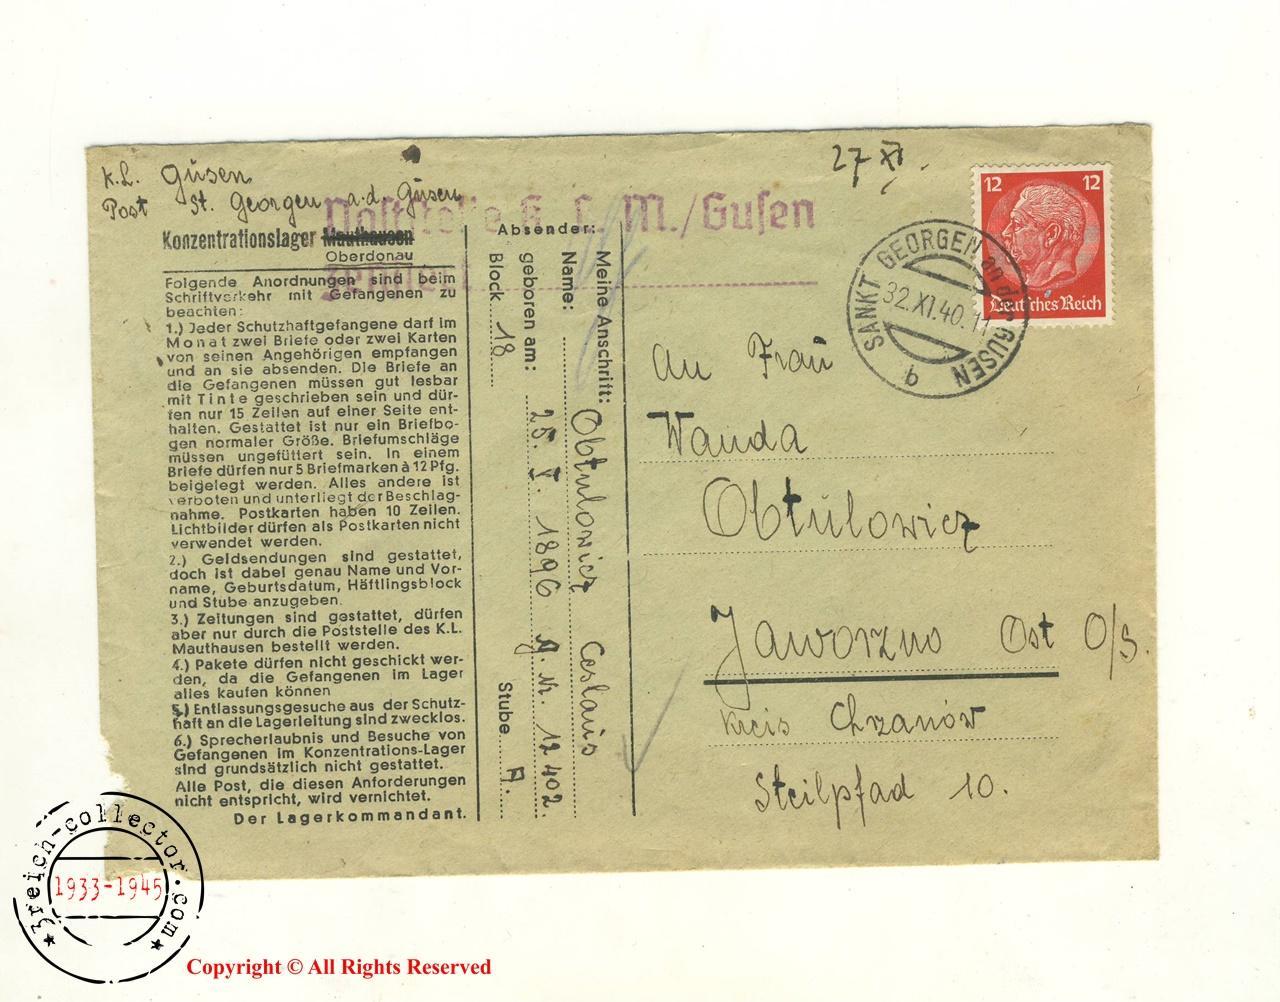 K.L. Gusen
Post St. Georgen a.d. Gusen
27 XI.
Poststelle K. L. M./Gusen
Konzentrationslager Mauthausen
Oberdonau
Folgende Anordnungen sind beim
Schriftverkehr mit Gefangenen zu
beachten:
1.) Jeder Schutzhaftgefangene darf im
Monat zwei Briefe oder zwei Karten
von seinen Angehörigen empfangen
und an sie absenden. Die Briefe an
die Gefangenen müssen gut lesbar
mit Tinte geschrieben sein und dür-
fen nur 15 Zeilen auf einer Seite ent-
halten. Gestattet ist nur ein Briefbo-
gen normaler Größe. Briefumschläge
müssen ungefüttert sein. In einem
Briefe dürfen nur 5 Briefmarken à 12 Pfg.
beigelegt werden. Alles andere ist
verboten und unterliegt der Beschlag-
nahme. Postkarten haben 10 Zeilen.
Lichtbilder dürfen als Postkarten nicht
verwendet werden.
2.) Geldsendungen sind gestattet,
doch ist dabei genau Name und Vor-
name, Geburtsdatum, Häftlingsblock
und Stube anzugeben.
3.) Zeitungen sind gestattet, dürfen
aber nur durch die Poststelle des K.L.
Mauthausen bestellt werden.
4.) Pakete dürfen nicht geschickt wer-
den, da die Gefangenen im Lager
alles kaufen können
5.) Entlassungsgesuche aus der Schutz-
haft an die Lagerleitung sind zwecklos.
6.) Sprecherlaubnis und Besuche von
Gefangenen im Konzentrations-Lager
sind grundsätzlich nicht gestattet.
Alle Post, die diesen Anforderungen
nicht entspricht, wird vernichtet.
Der Lagerkommandant.
Absender:
Meine Anschrift:
Name: Obtulowicz Ceslaus
geboren am: 25. V. 1896 G. Nr. 12402.
Block 18 Stube A.
12 12
Deutsches Reich
SANKT GEORGEN an der GUSEN
32.XI.40.11
b
An Frau
Wanda
Obtulowicz
Jaworzno Ost O/S.
Kreis Chrzanów
Steilpfad 10.
3reich-collector.com
1933-1945
Copyright © All Rights Reserved